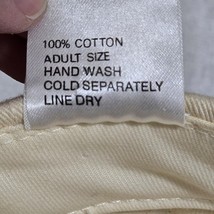 100% COTTON
ADULT SIZE
HAND WASH
COLD SEPARATELY
LINE DRY